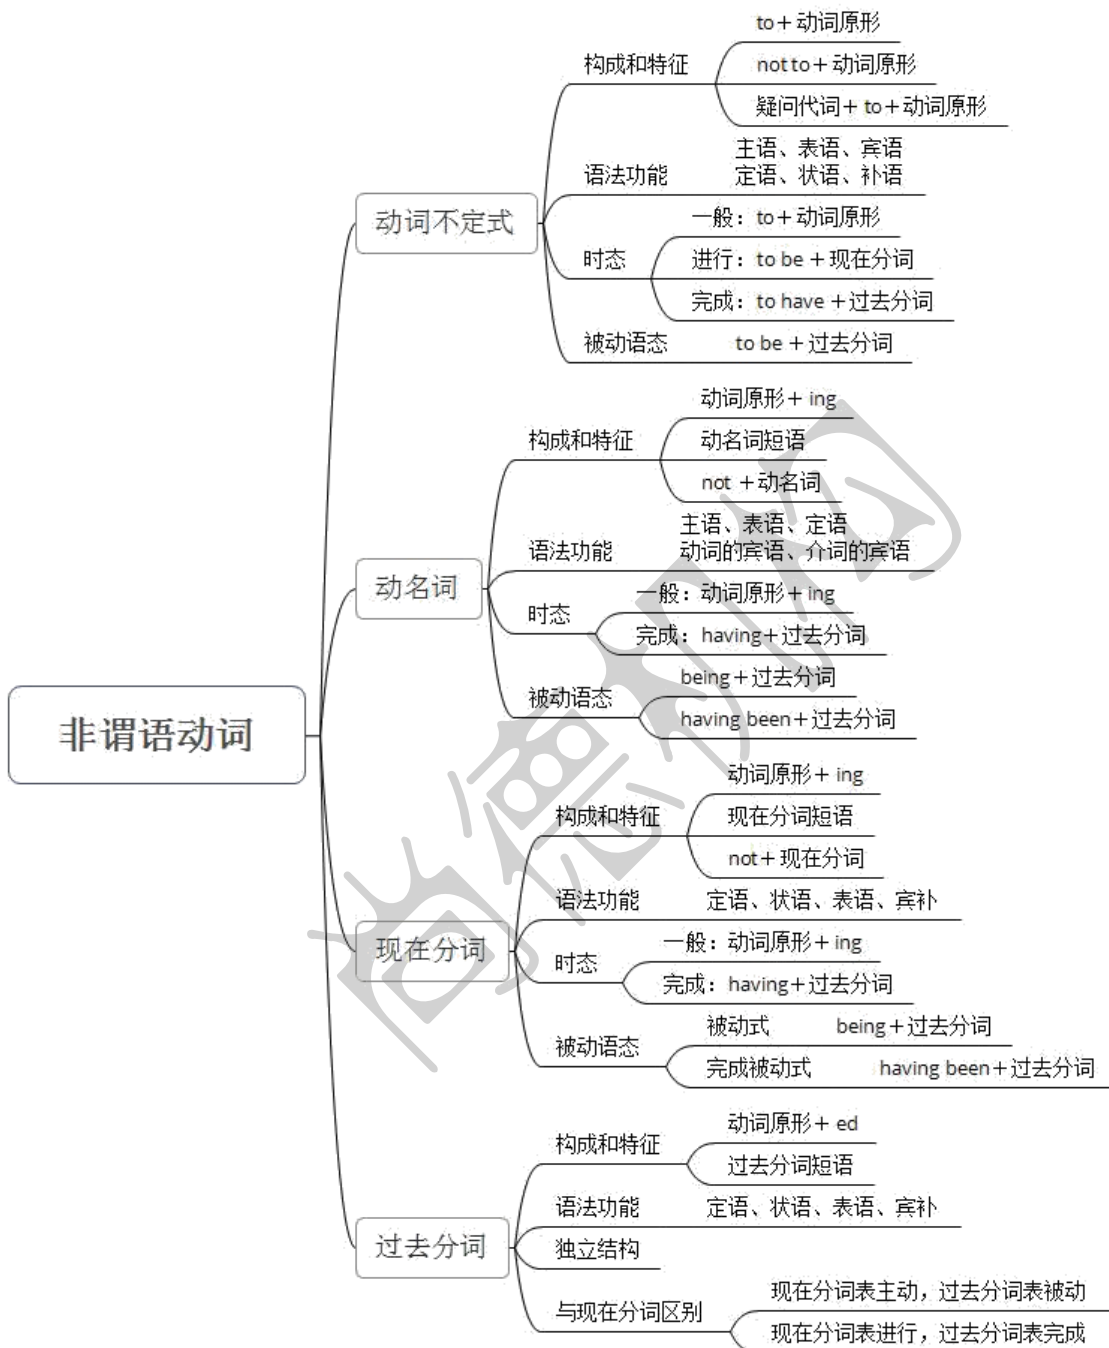 to＋动词原形
构成和特征
not to＋动词原形
疑问代词＋ to＋动词原形
主语、表语、宾语
语法功能
定语、状语、补语
动词不定式
一般：to＋动词原形
时态
进行：to be＋现在分词
完成：to have＋过去分词
被动语态
to be＋过去分词
动词原形＋ ing
构成和特征
动名词短语
not ＋动名词
主语、表语、定语
语法功能
动词的宾语、介词的宾语
动名词
时态
一般：动词原形＋ing
完成：having＋过去分词
被动语态
being＋过去分词
having been＋过去分词
非谓语动词
动词原形＋ ing
构成和特征
现在分词短语
not＋现在分词
语法功能
定语、状语、表语、宾补
现在分词
时态
一般：动词原形＋ing
完成：having＋过去分词
被动语态
被动式
being＋过去分词
完成被动式
having been＋过去分词
动词原形＋ ed
构成和特征
过去分词短语
语法功能
定语、状语、表语、宾补
过去分词
独立结构
与现在分词区别
现在分词表主动，过去分词表被动
现在分词表进行，过去分词表完成
尚德机构